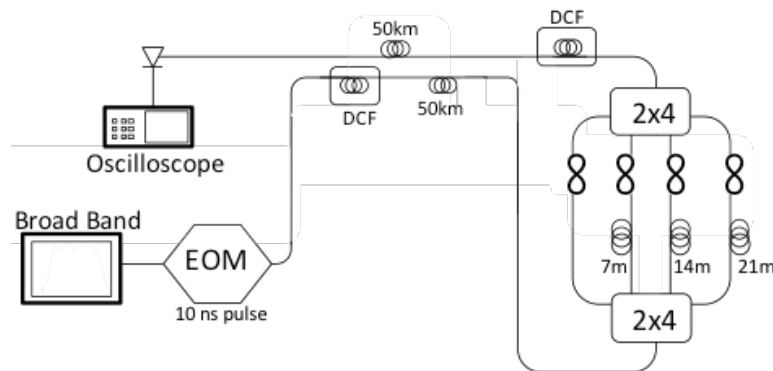 50km
DCF
DCF
50km
2x4
Oscilloscope
Broad Band
EOM
10 ns pulse
7m
14m
21m
2x4